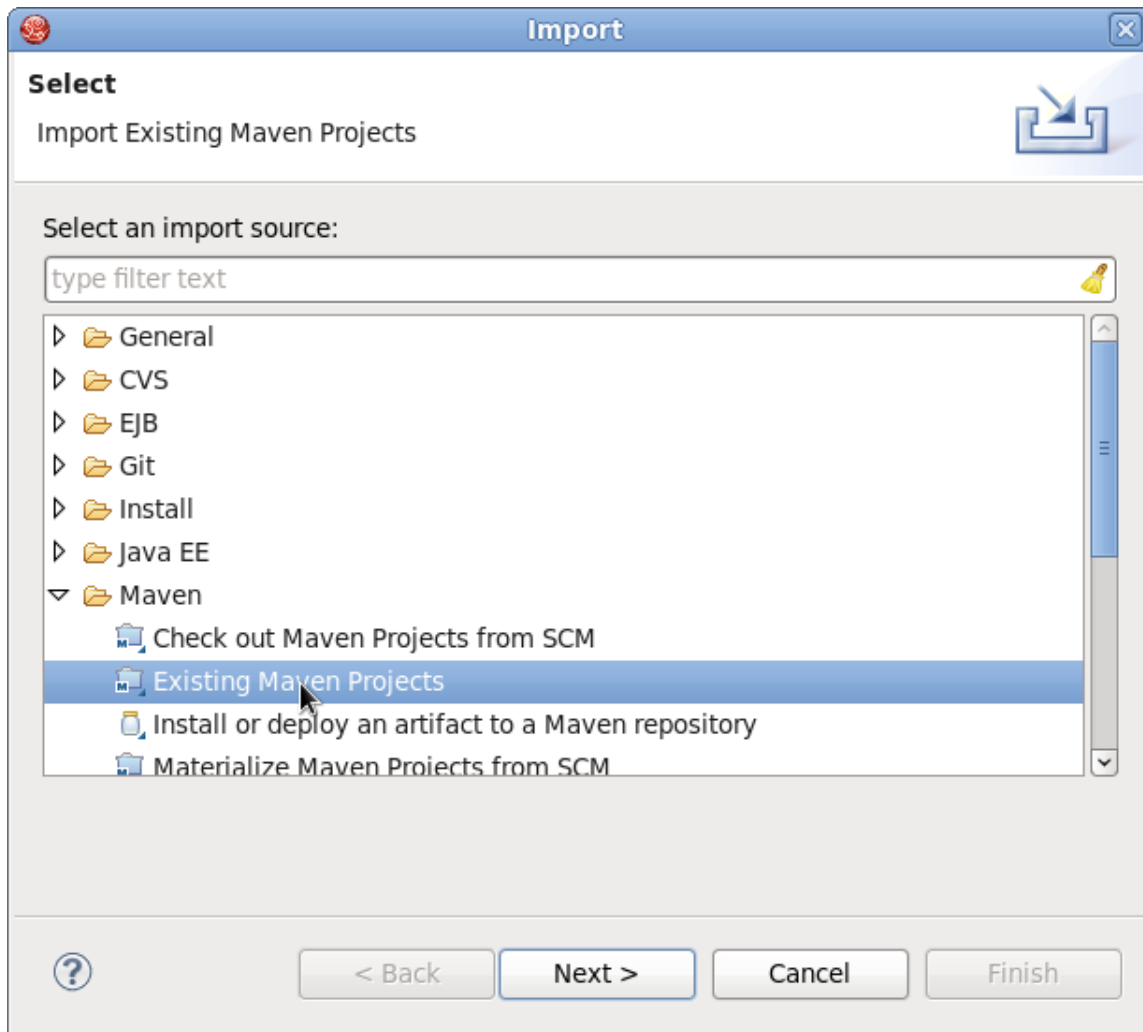 Import
Select
Import Existing Maven Projects
Select an import source:
type filter text
General
CVS
EJB
Git
Install
Java EE
Maven
Check out Maven Projects from SCM
Existing Maven Projects
Install or deploy an artifact to a Maven repository
Materialize Maven Projects from SCM
?
< Back
Next >
Cancel
Finish